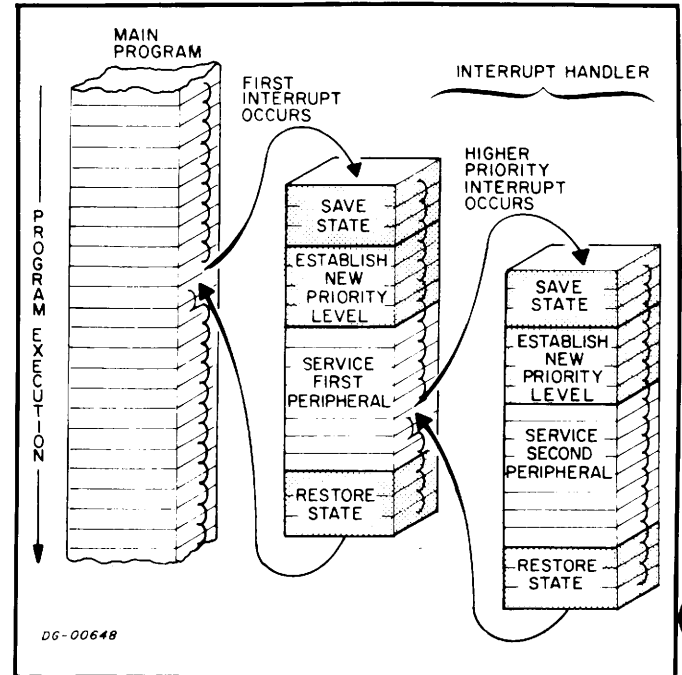 MAIN
PROGRAM
FIRST
INTERRUPT
OCCURS
INTERRUPT HANDLER
HIGHER
PRIORITY
INTERRUPT
OCCURS
PROGRAM EXECUTION
SAVE
STATE
ESTABLISH
NEW
PRIORITY
LEVEL
SERVICE
FIRST
PERIPHERAL
RESTORE
STATE
SAVE
STATE
ESTABLISH
NEW
PRIORITY
LEVEL
SERVICE
SECOND
PERIPHERAL
RESTORE
STATE
DG-00648